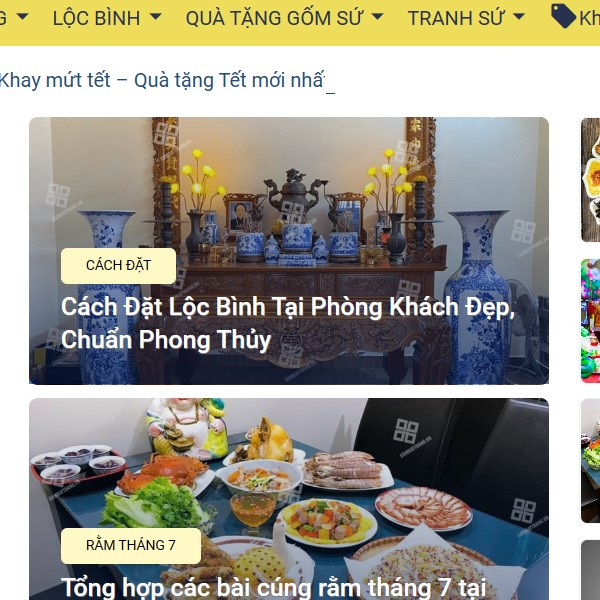 G LỘC BÌNH QUÀ TẶNG GỐM SỨ TRANH SỨ Kh
Khay mứt tết – Quà tặng Tết mới nhấ_
CÁCH ĐẶT
Cách Đặt Lộc Bình Tại Phòng Khách Đẹp,
Chuẩn Phong Thủy
RẰM THÁNG 7
Tổng hợp các bài cúng rằm tháng 7 tại